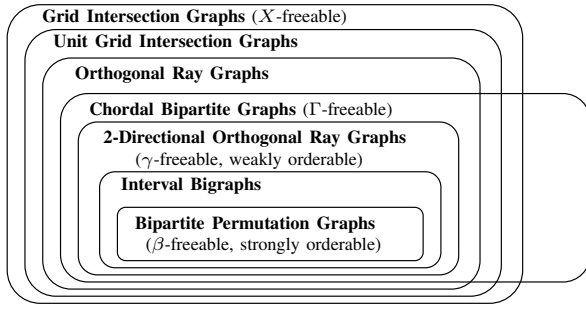 Grid Intersection Graphs (X-freeable)
Unit Grid Intersection Graphs
Orthogonal Ray Graphs
Chordal Bipartite Graphs (Γ-freeable)
2-Directional Orthogonal Ray Graphs
(γ-freeable, weakly orderable)
Interval Bigraphs
Bipartite Permutation Graphs
(β-freeable, strongly orderable)